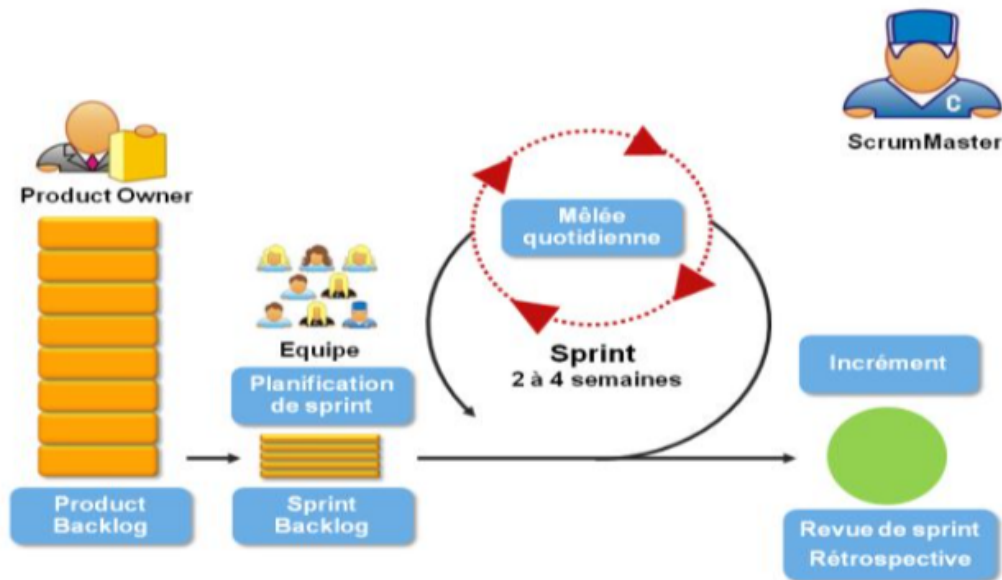 Product Owner
Product
Backlog
Equipe
Planification
de sprint
Sprint
Backlog
Mêlée
quotidienne
Sprint
2 à 4 semaines
C
ScrumMaster
Incrément
Revue de sprint
Rétrospective